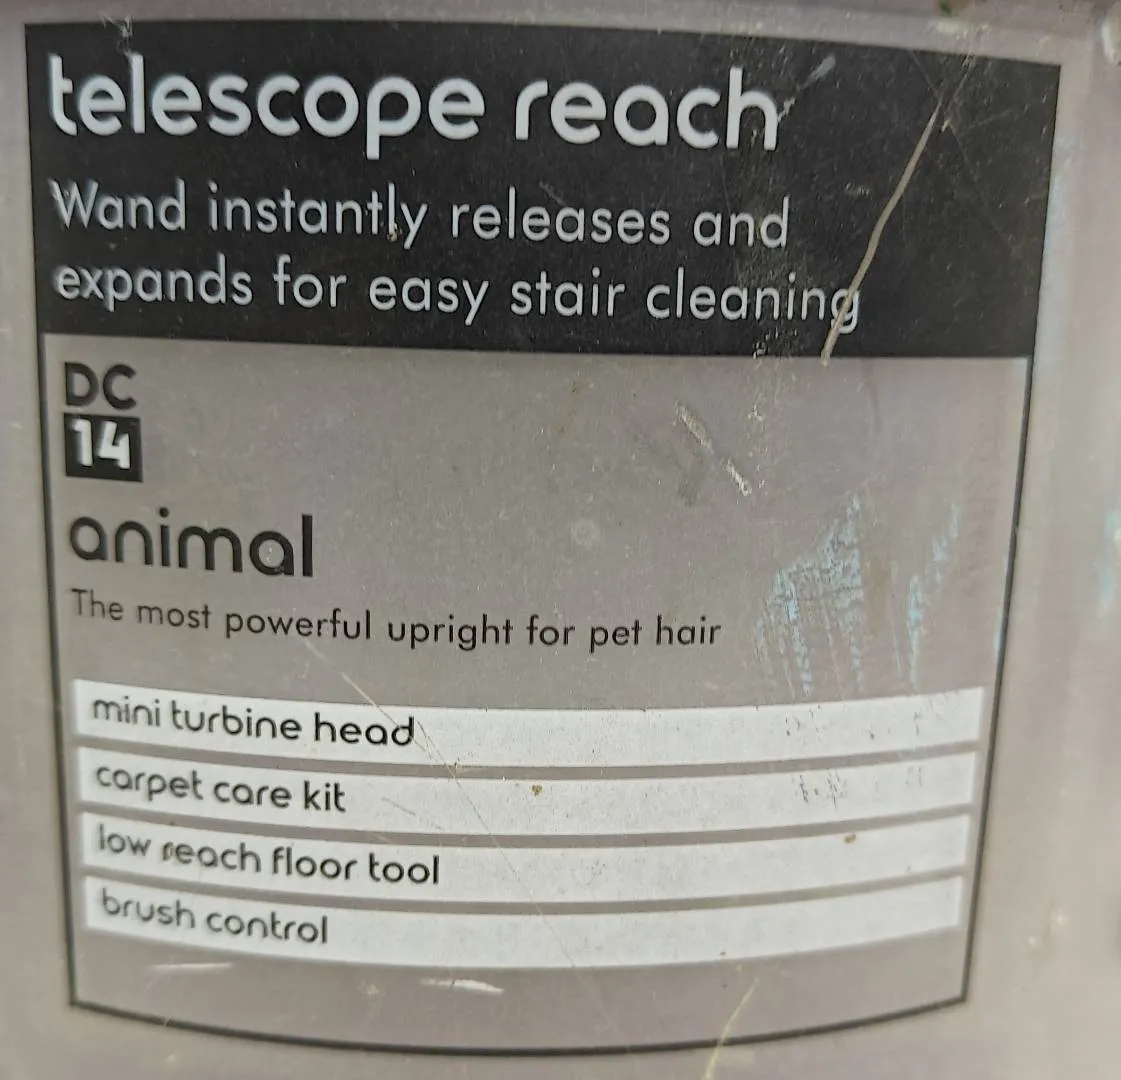 telescope reach
Wand instantly releases and
expands for easy stair cleaning
DC
14
animal
The most powerful upright for pet hair
mini turbine head
carpet care kit
low reach floor tool
brush control